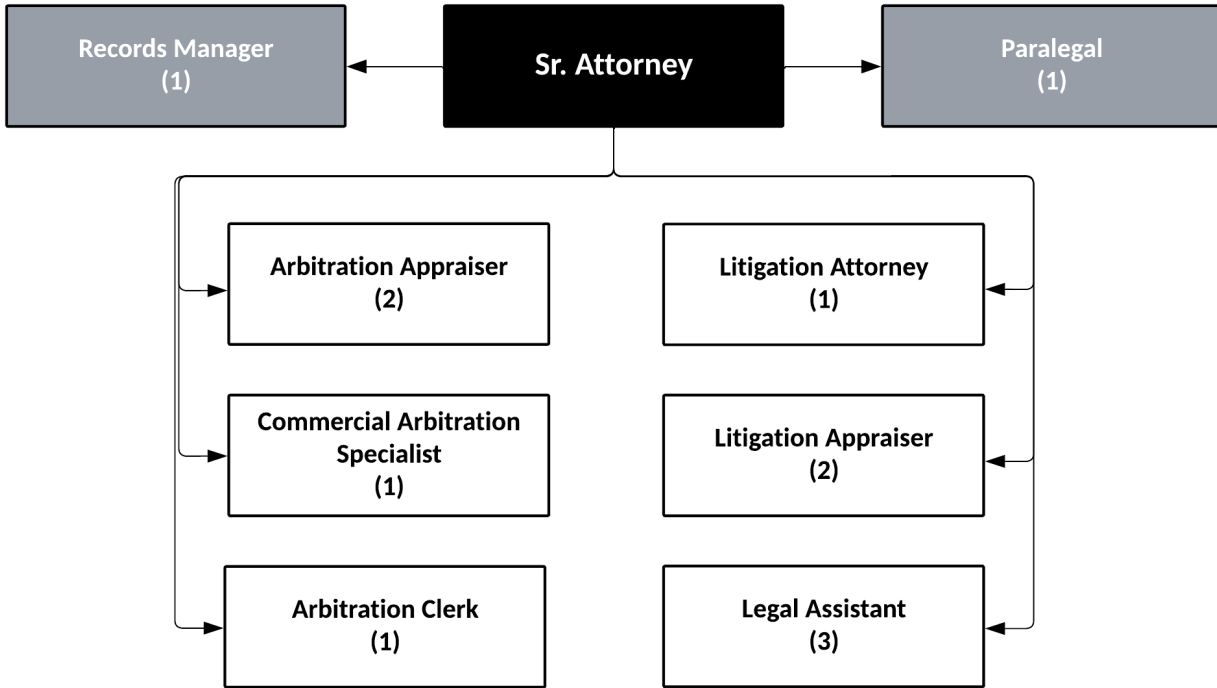 Records Manager
(1)
Sr. Attorney
Paralegal
(1)
Arbitration Appraiser
(2)
Litigation Attorney
(1)
Commercial Arbitration
Specialist
(1)
Litigation Appraiser
(2)
Arbitration Clerk
(1)
Legal Assistant
(3)